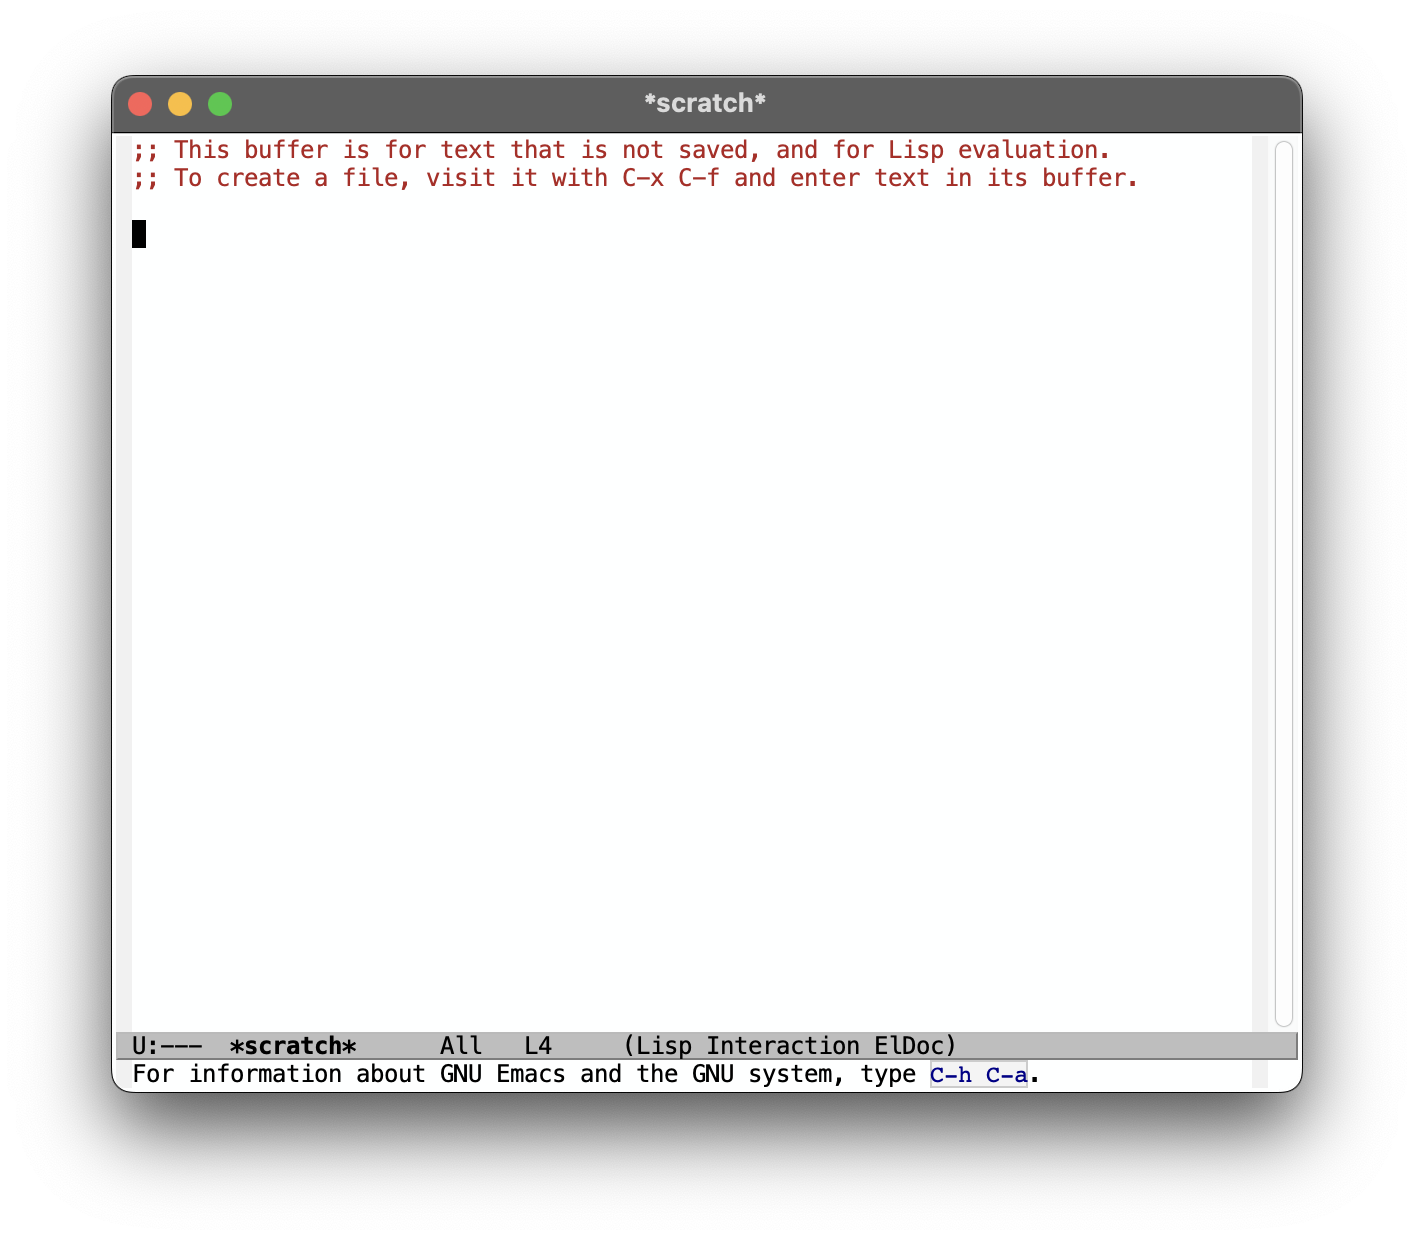 *scratch*
;; This buffer is for text that is not saved, and for Lisp evaluation.
;; To create a file, visit it with C-x C-f and enter text in its buffer.
U:--- *scratch* All L4 (Lisp Interaction ElDoc)
For information about GNU Emacs and the GNU system, type C-h C-a.